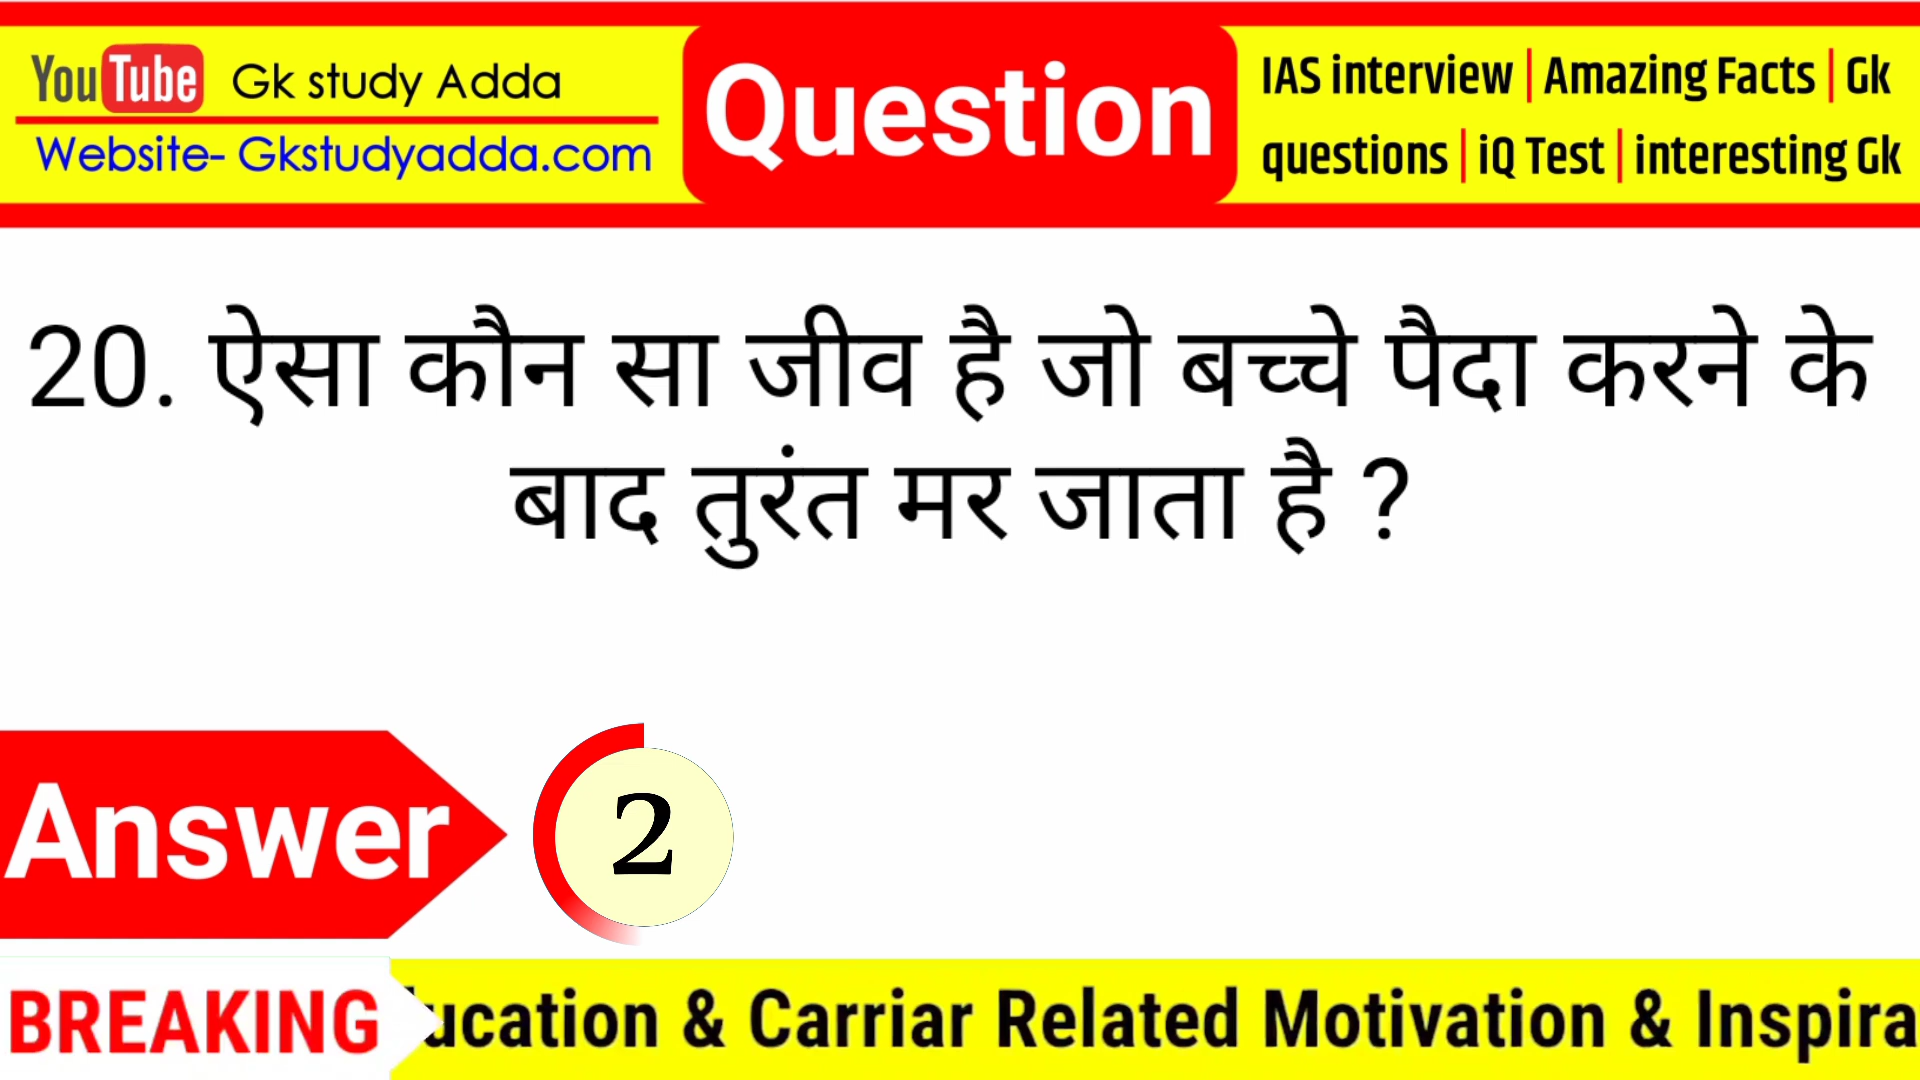 YouTube Gk study Adda
Website- Gkstudyadda.com
Question
IAS interview | Amazing Facts | Gk
questions | iQ Test | interesting Gk
20. ऐसा कौन सा जीव है जो बच्चे पैदा करने के
बाद तुरंत मर जाता है ?
Answer
2
BREAKING
ucation & Carriar Related Motivation & Inspira